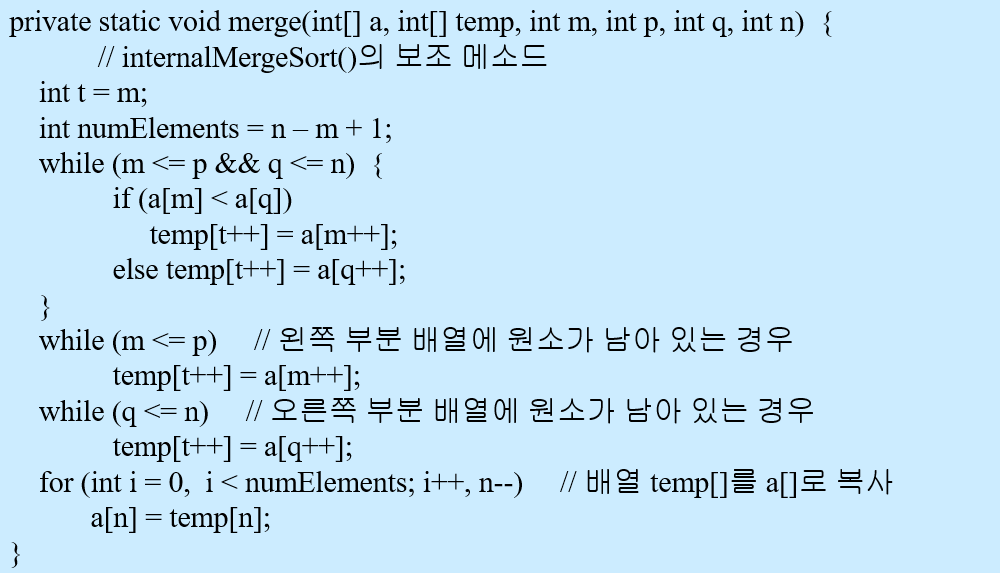 private static void merge(int[] a, int[] temp, int m, int p, int q, int n) {
// internalMergeSort()의 보조 메소드
int t = m;
int numElements = n – m + 1;
while (m <= p && q <= n) {
if (a[m] < a[q])
temp[t++] = a[m++];
else temp[t++] = a[q++];
}
while (m <= p) // 왼쪽 부분 배열에 원소가 남아 있는 경우
temp[t++] = a[m++];
while (q <= n) // 오른쪽 부분 배열에 원소가 남아 있는 경우
temp[t++] = a[q++];
for (int i = 0, i < numElements; i++, n--) // 배열 temp[]를 a[]로 복사
a[n] = temp[n];
}